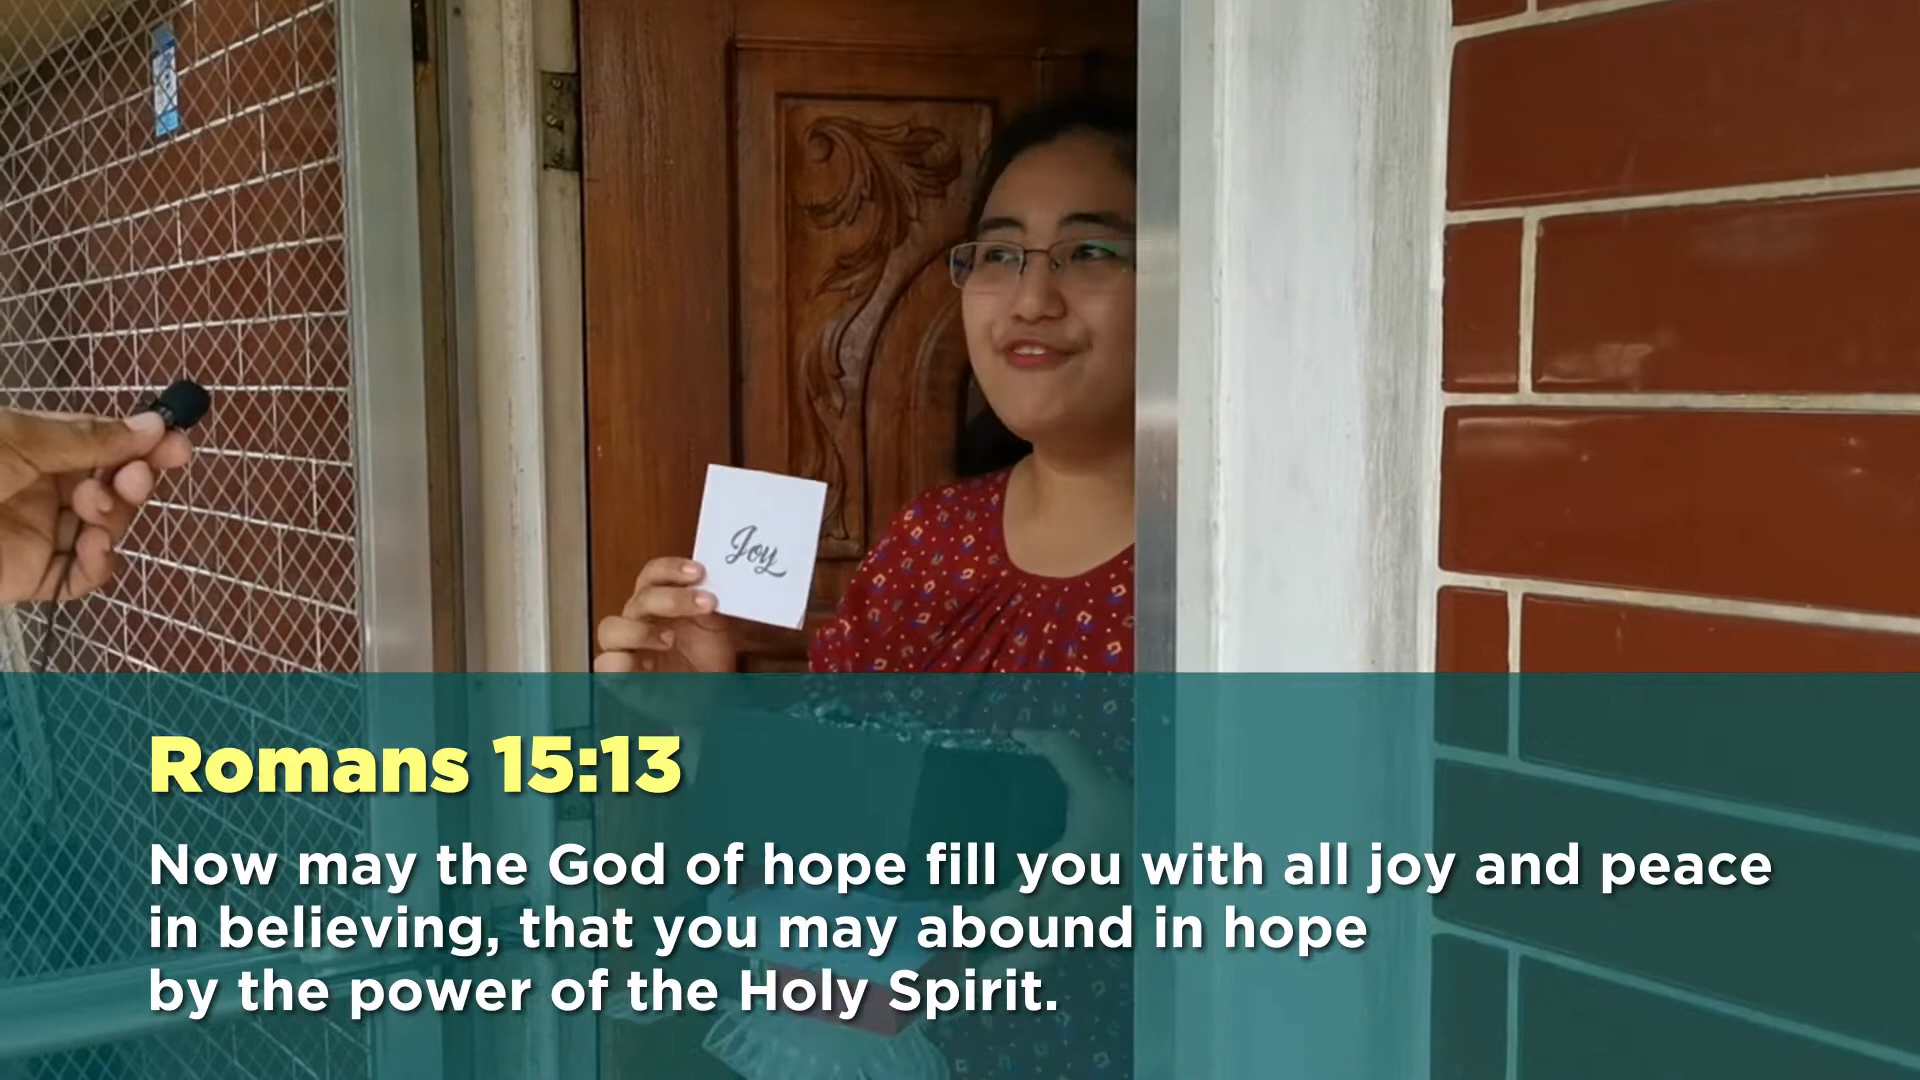 Joy
Romans 15:13
Now may the God of hope fill you with all joy and peace
in believing, that you may abound in hope
by the power of the Holy Spirit.